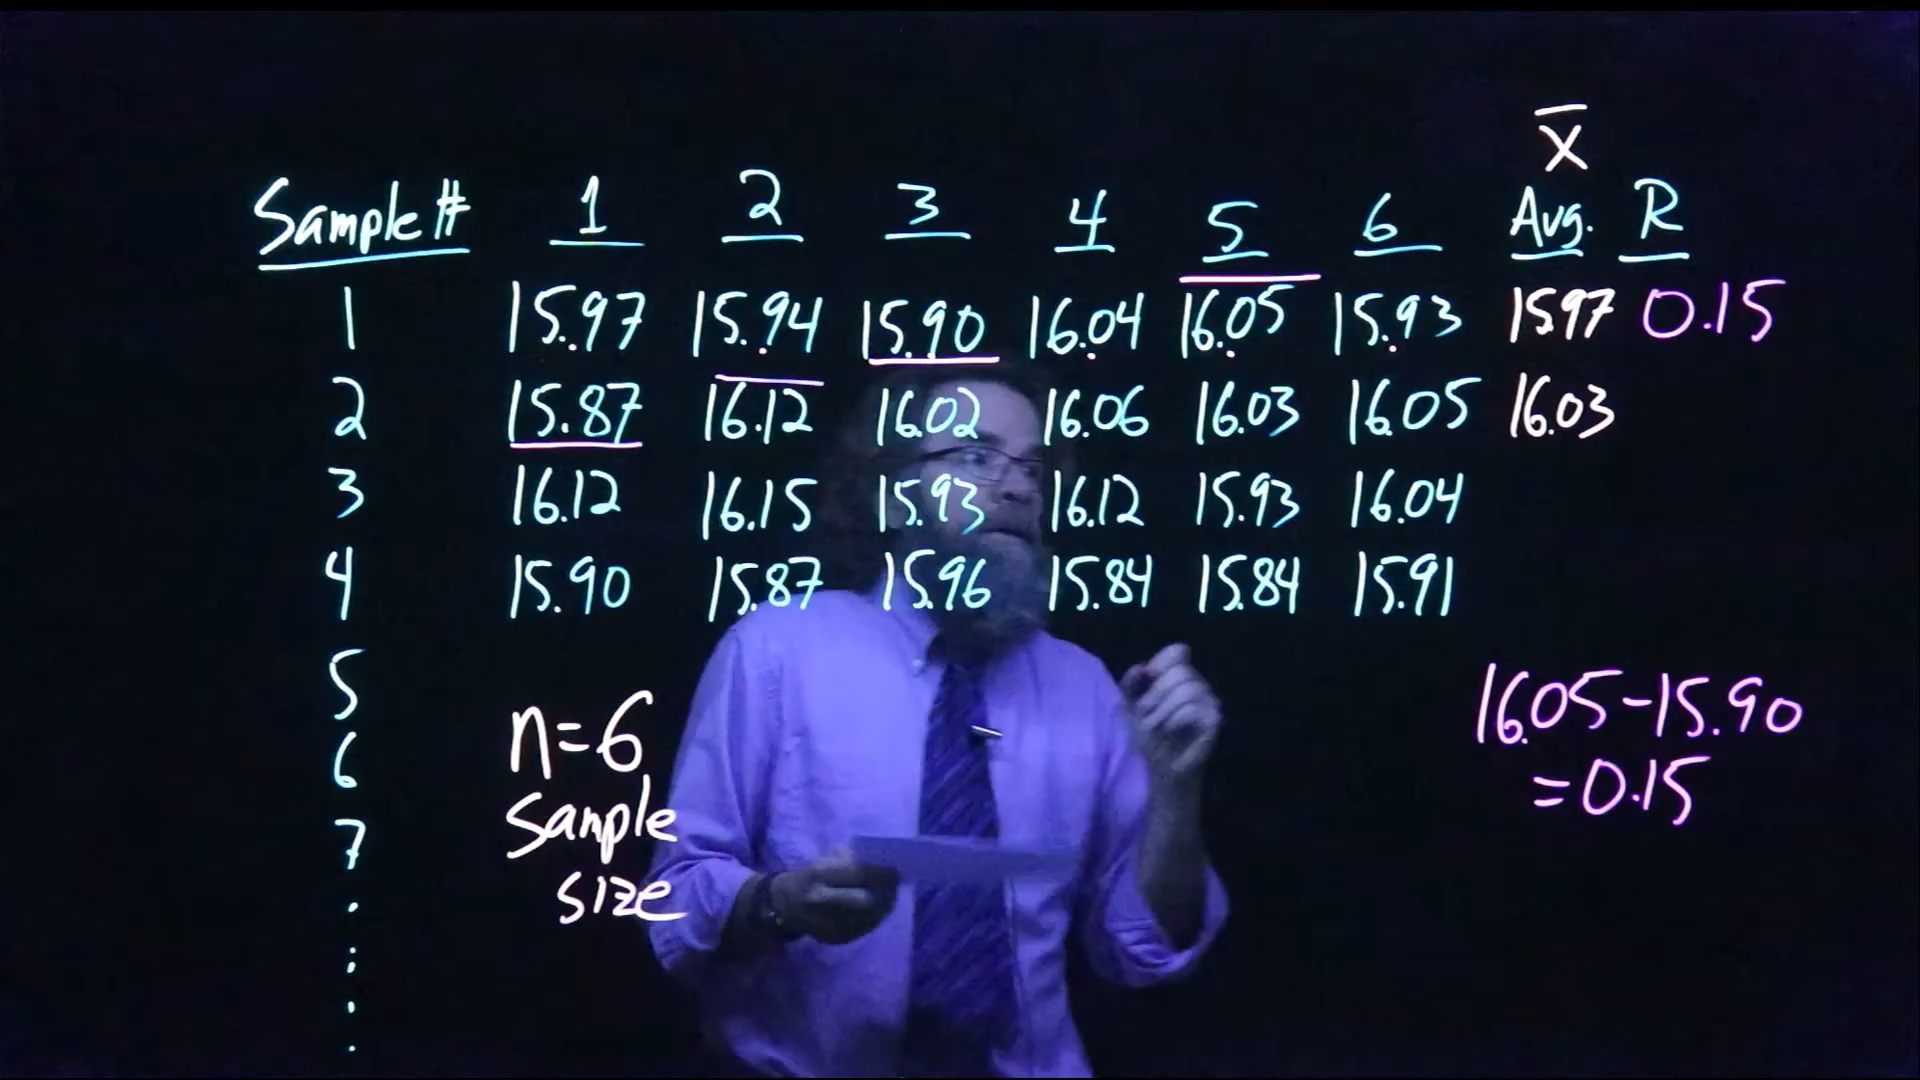 x̄
Sample # 1 2 3 4 5 6 Avg. R
1 15.97 15.94 15.90 16.04 16.05 15.93 15.97 0.15
2 15.87 16.12 16.02 16.06 16.03 16.05 16.03
3 16.12 16.15 15.93 16.12 15.93 16.04
4 15.90 15.87 15.96 15.84 15.84 15.91
5
6
7
n=6
sample
size
16.05-15.90
=0.15